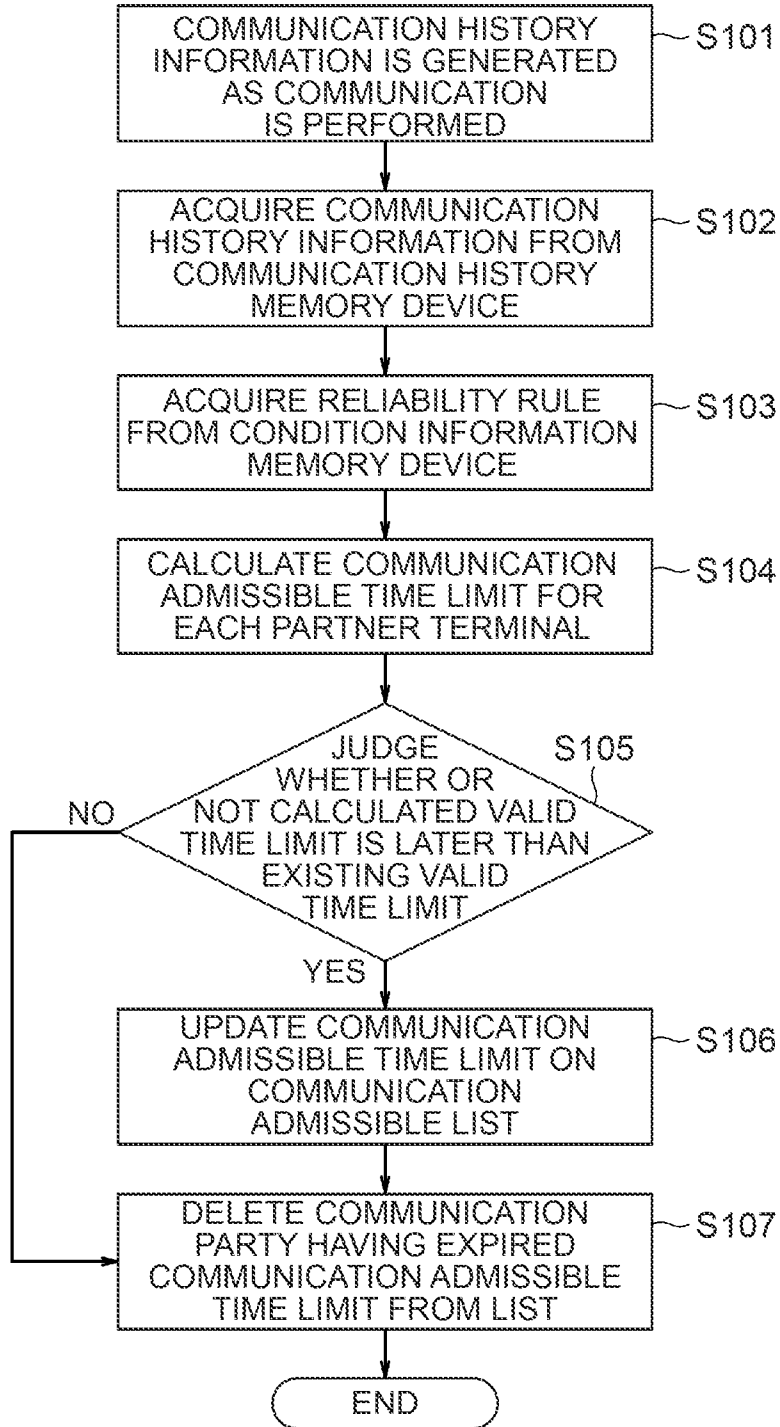 COMMUNICATION HISTORY
INFORMATION IS GENERATED
AS COMMUNICATION
IS PERFORMED
S101
ACQUIRE COMMUNICATION
HISTORY INFORMATION FROM
COMMUNICATION HISTORY
MEMORY DEVICE
S102
ACQUIRE RELIABILITY RULE
FROM CONDITION INFORMATION
MEMORY DEVICE
S103
CALCULATE COMMUNICATION
ADMISSIBLE TIME LIMIT FOR
EACH PARTNER TERMINAL
S104
JUDGE
WHETHER OR
NOT CALCULATED VALID
TIME LIMIT IS LATER THAN
EXISTING VALID
TIME LIMIT
S105
NO
YES
UPDATE COMMUNICATION
ADMISSIBLE TIME LIMIT ON
COMMUNICATION
ADMISSIBLE LIST
S106
DELETE COMMUNICATION
PARTY HAVING EXPIRED
COMMUNICATION ADMISSIBLE
TIME LIMIT FROM LIST
S107
END